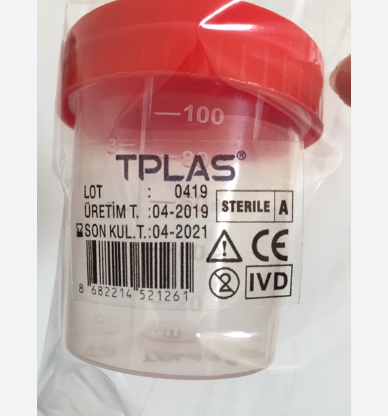 100
TPLAS®
LOT : 0419
ÜRETİM T. :04-2019
SON KUL.T.:04-2021
STERILE A
CE
IVD
8 682214 521261